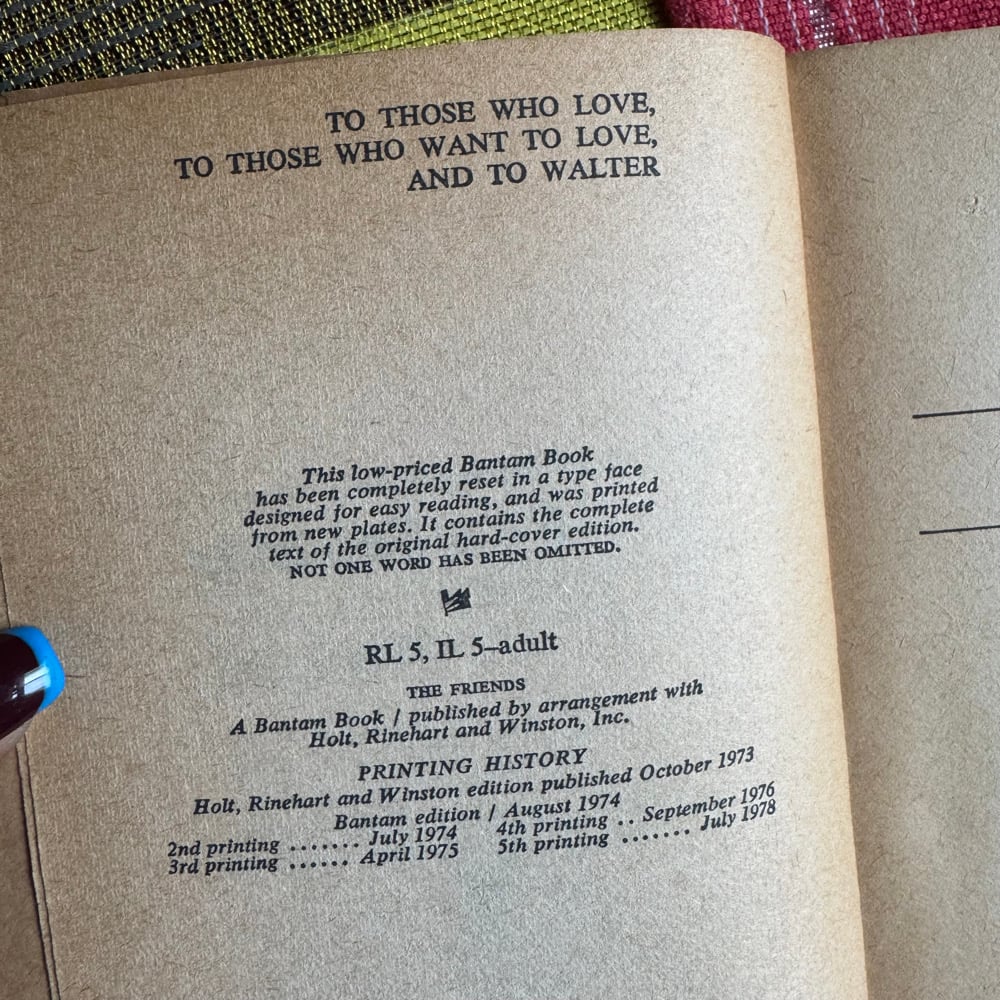 TO THOSE WHO LOVE,
TO THOSE WHO WANT TO LOVE,
AND TO WALTER
This low-priced Bantam Book
has been completely reset in a type face
designed for easy reading, and was printed
from new plates. It contains the complete
text of the original hard-cover edition.
NOT ONE WORD HAS BEEN OMITTED.
RL 5, IL 5–adult
THE FRIENDS
A Bantam Book / published by arrangement with
Holt, Rinehart and Winston, Inc.
PRINTING HISTORY
Holt, Rinehart and Winston edition published October 1973
Bantam edition / August 1974
2nd printing ....... July 1974 4th printing .. September 1976
3rd printing ...... April 1975 5th printing ....... July 1978